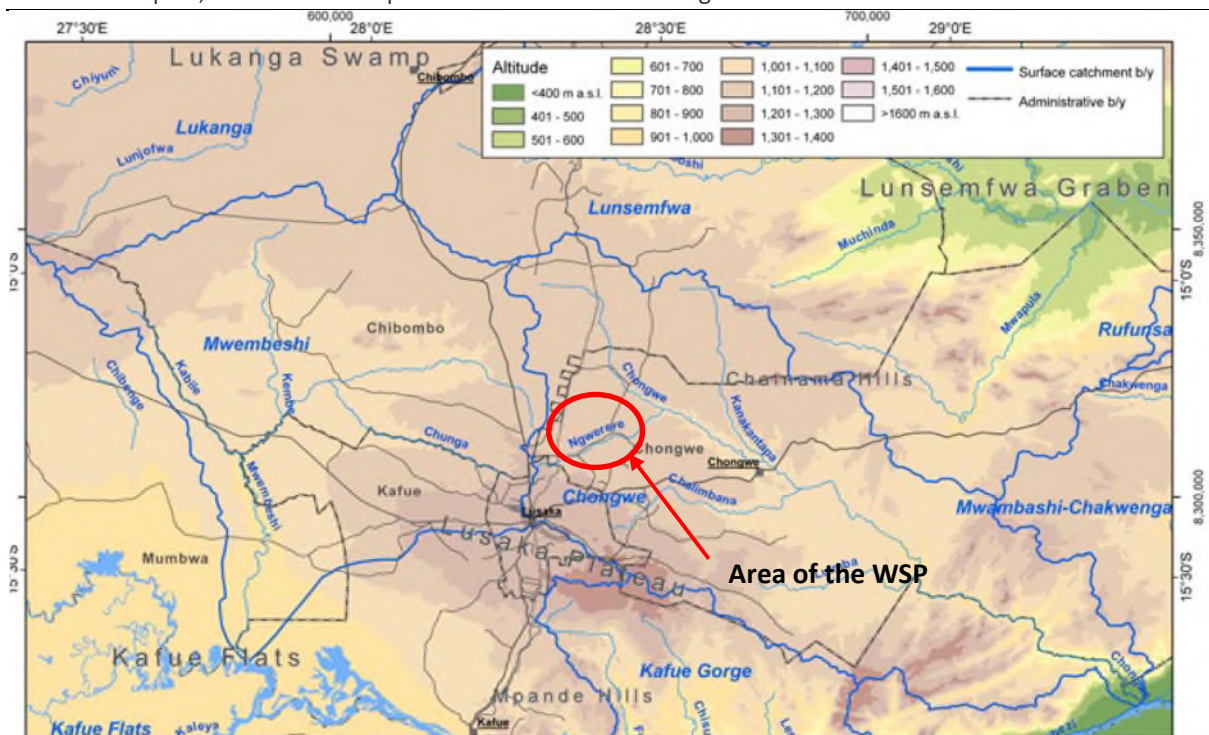 600,000
700,000
27°30'E
28°0'E
28°30'E
29°0'E
Lukanga Swamp
Chibombo
Altitude
<400 m a.s.l.
401 - 500
501 - 600
601 - 700
701 - 800
801 - 900
901 - 1,000
1,001 - 1,100
1,101 - 1,200
1,201 - 1,300
1,301 - 1,400
1,401 - 1,500
1,501 - 1,600
>1600 m a.s.l.
Surface catchment b/y
Administrative b/y
Lukanga
Lunjofwa
Lunsemfwa Graben
Lunsemfwa
Muchinda
8,350,000
15°0'S
Mwapula
Rufunsa
Chibombo
Mwembeshi
Kabile
Chibenge
Kembe
Chongwe
Chainama Hills
Chakwenga
Kanakantapa
Chunga
Ngwerere
Chongwe
Chongwe
Mwembeshi
Kafue
Chongwe
Chalimbana
Mwambashi-Chakwenga
8,300,000
Lusaka
Lusaka Plateau
Mumbwa
Area of the WSP
15°30'S
Kafue Flats
Kafue Gorge
Mpande Hills
Kafue
Kafue Flats
Kaleya